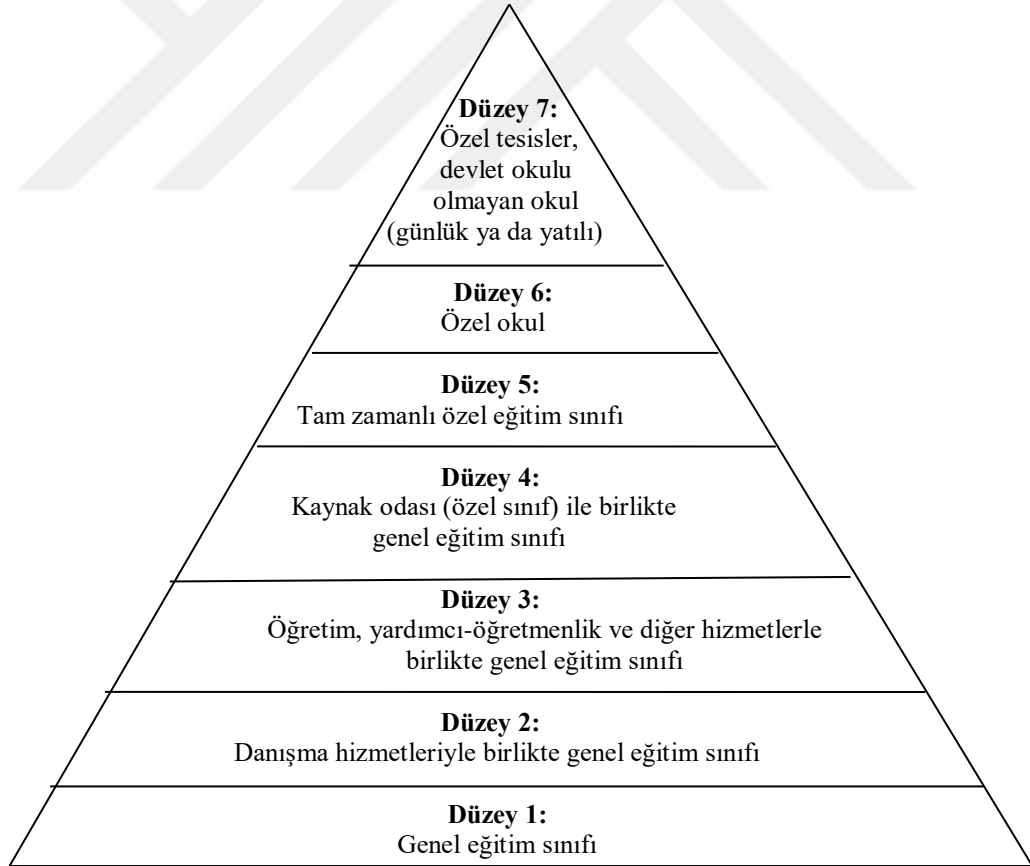 Düzey 7:
Özel tesisler,
devlet okulu
olmayan okul
(günlük ya da yatılı)
Düzey 6:
Özel okul
Düzey 5:
Tam zamanlı özel eğitim sınıfı
Düzey 4:
Kaynak odası (özel sınıf) ile birlikte
genel eğitim sınıfı
Düzey 3:
Öğretim, yardımcı-öğretmenlik ve diğer hizmetlerle
birlikte genel eğitim sınıfı
Düzey 2:
Danışma hizmetleriyle birlikte genel eğitim sınıfı
Düzey 1:
Genel eğitim sınıfı